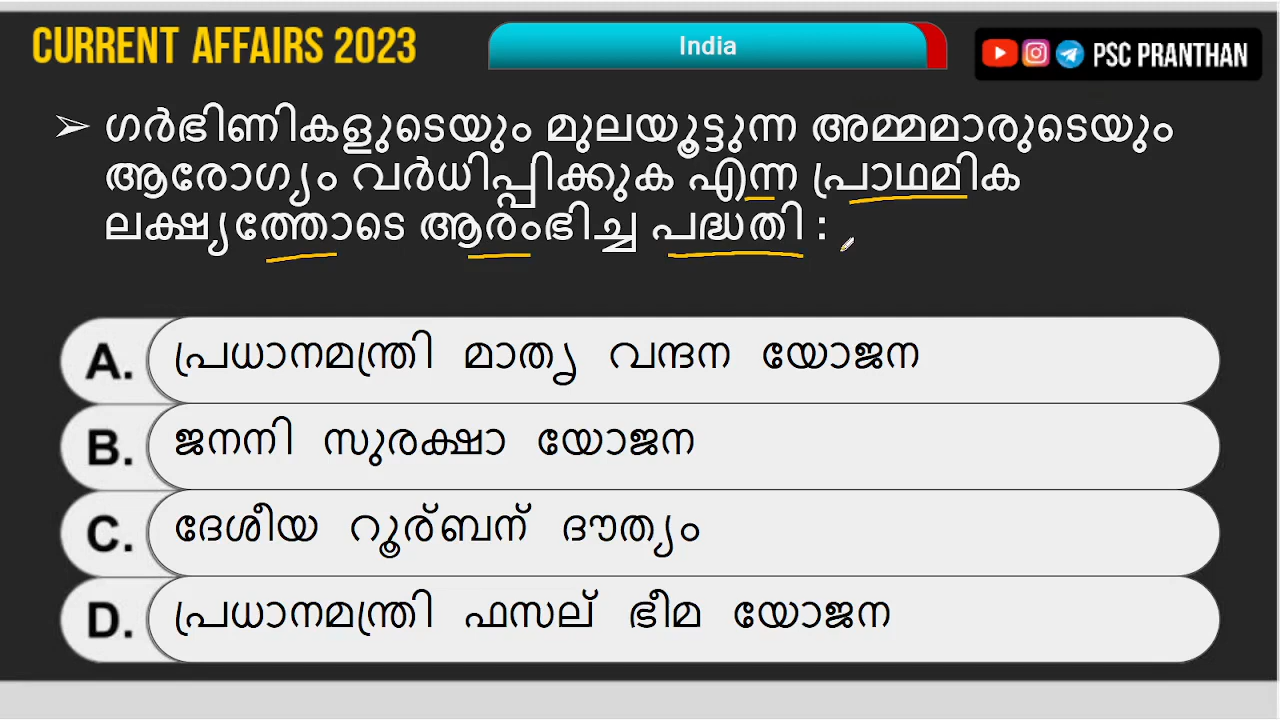 CURRENT AFFAIRS 2023
India
PSC PRANTHAN
➢ ഗർഭിണികളുടെയും മുലയൂട്ടുന്ന അമ്മമാരുടെയും
ആരോഗ്യം വർധിപ്പിക്കുക എന്ന പ്രാഥമിക
ലക്ഷ്യത്തോടെ ആരംഭിച്ച പദ്ധതി :
A. പ്രധാനമന്ത്രി മാതൃ വന്ദന യോജന
B. ജനനി സുരക്ഷാ യോജന
C. ദേശീയ റൂര്ബന് ദൗത്യം
D. പ്രധാനമന്ത്രി ഫസല് ഭീമ യോജന